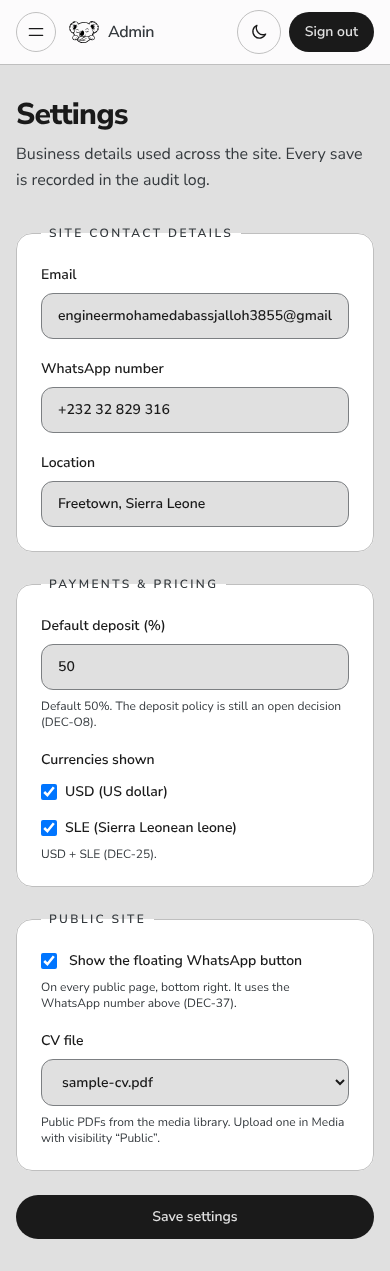 Admin
Sign out
Settings
Business details used across the site. Every save
is recorded in the audit log.
SITE CONTACT DETAILS
Email
engineermohamedabassjalloh3855@gmail
WhatsApp number
+232 32 829 316
Location
Freetown, Sierra Leone
PAYMENTS & PRICING
Default deposit (%)
50
Default 50%. The deposit policy is still an open decision
(DEC-O8).
Currencies shown
USD (US dollar)
SLE (Sierra Leonean leone)
USD + SLE (DEC-25).
PUBLIC SITE
Show the floating WhatsApp button
On every public page, bottom right. It uses the
WhatsApp number above (DEC-37).
CV file
sample-cv.pdf
Public PDFs from the media library. Upload one in Media
with visibility “Public”.
Save settings